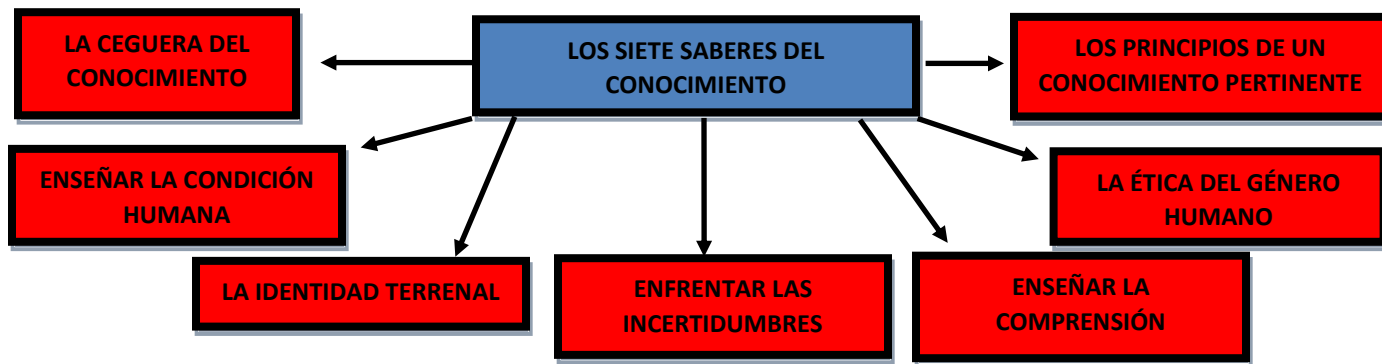 LA CEGUERA DEL
CONOCIMIENTO
LOS SIETE SABERES DEL
CONOCIMIENTO
LOS PRINCIPIOS DE UN
CONOCIMIENTO PERTINENTE
ENSEÑAR LA CONDICIÓN
HUMANA
LA ÉTICA DEL GÉNERO
HUMANO
LA IDENTIDAD TERRENAL
ENFRENTAR LAS
INCERTIDUMBRES
ENSEÑAR LA
COMPRENSIÓN